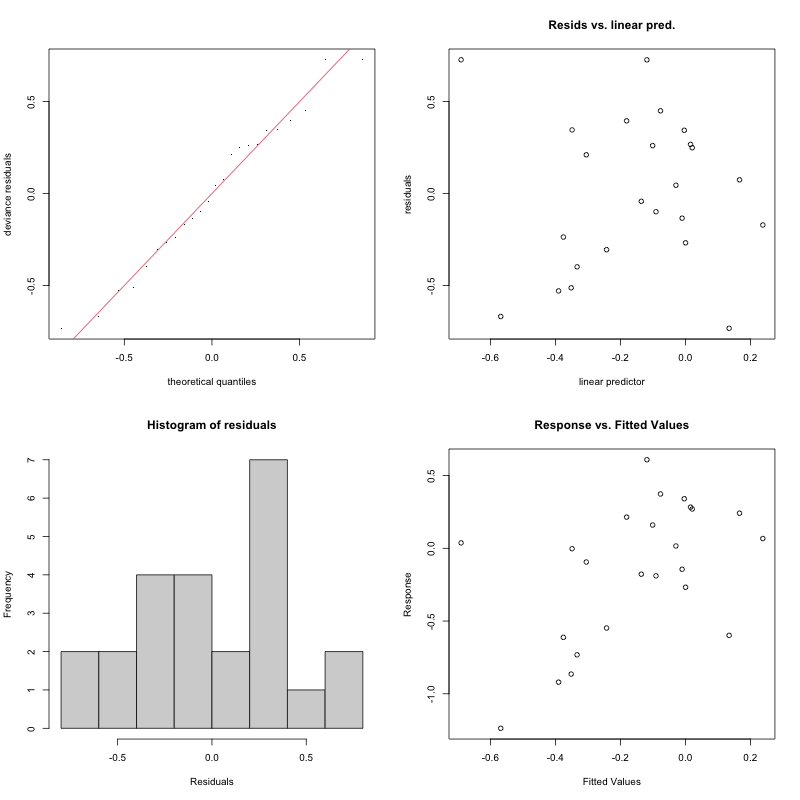 deviance residuals
0.5
0.0
-0.5
-0.5 0.0 0.5
theoretical quantiles
Resids vs. linear pred.
residuals
0.5
0.0
-0.5
-0.6 -0.4 -0.2 0.0 0.2
linear predictor
Histogram of residuals
Frequency
7
6
5
4
3
2
1
0
-0.5 0.0 0.5
Residuals
Response vs. Fitted Values
Response
0.5
0.0
-0.5
-1.0
-0.6 -0.4 -0.2 0.0 0.2
Fitted Values